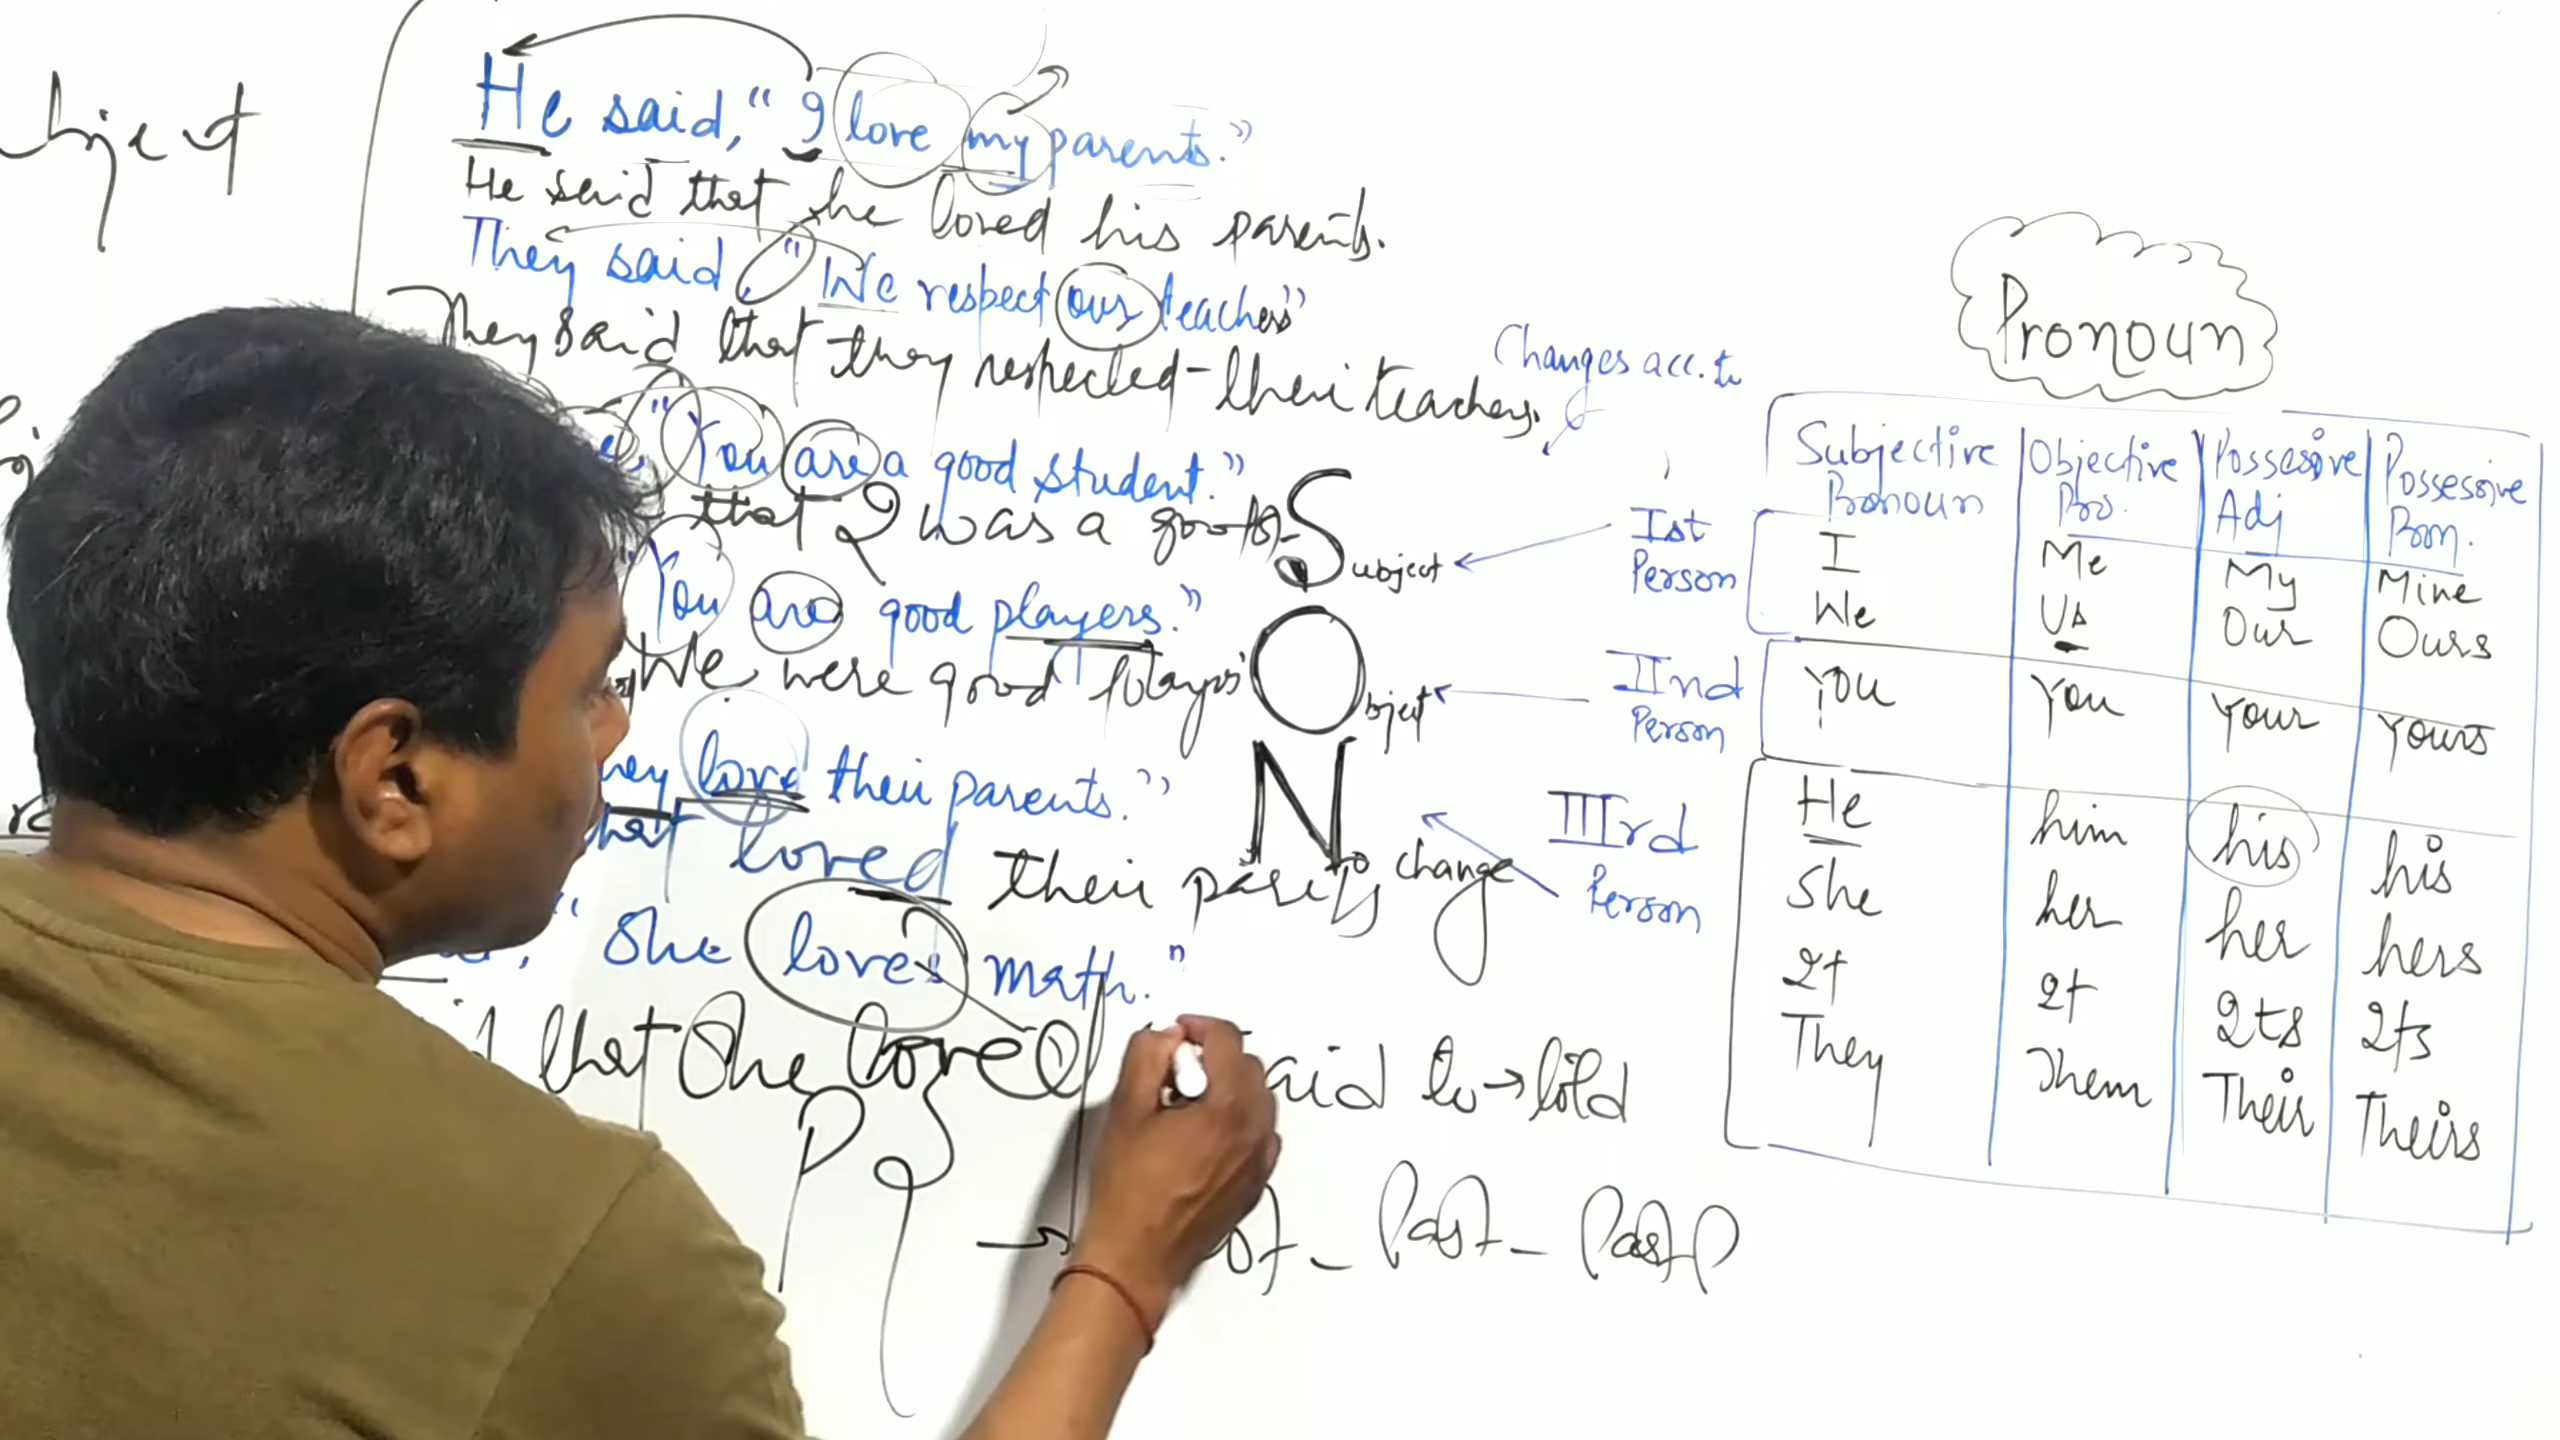 bject
He said, "I love my parents."
He said that he loved his parents.
They said, "We respect our teachers"
They said that they respected their teachers.
"You are a good student."
that I was a good
You are good players."
We were good players
hey love their parents."
hat loved their parents
" She loves math."
that She loved
said to → told
P
Past - PastP
Subject
Object
No change
Changes acc. to
Ist Person
IInd Person
IIIrd Person
Pronoun
Subjective Pronoun Objective Pro. Possessive Adj Possessive Pron.
I Me My Mine
We Us Our Ours
You You Your Yours
He him his his
She her her hers
It It Its Its
They Them Their Theirs